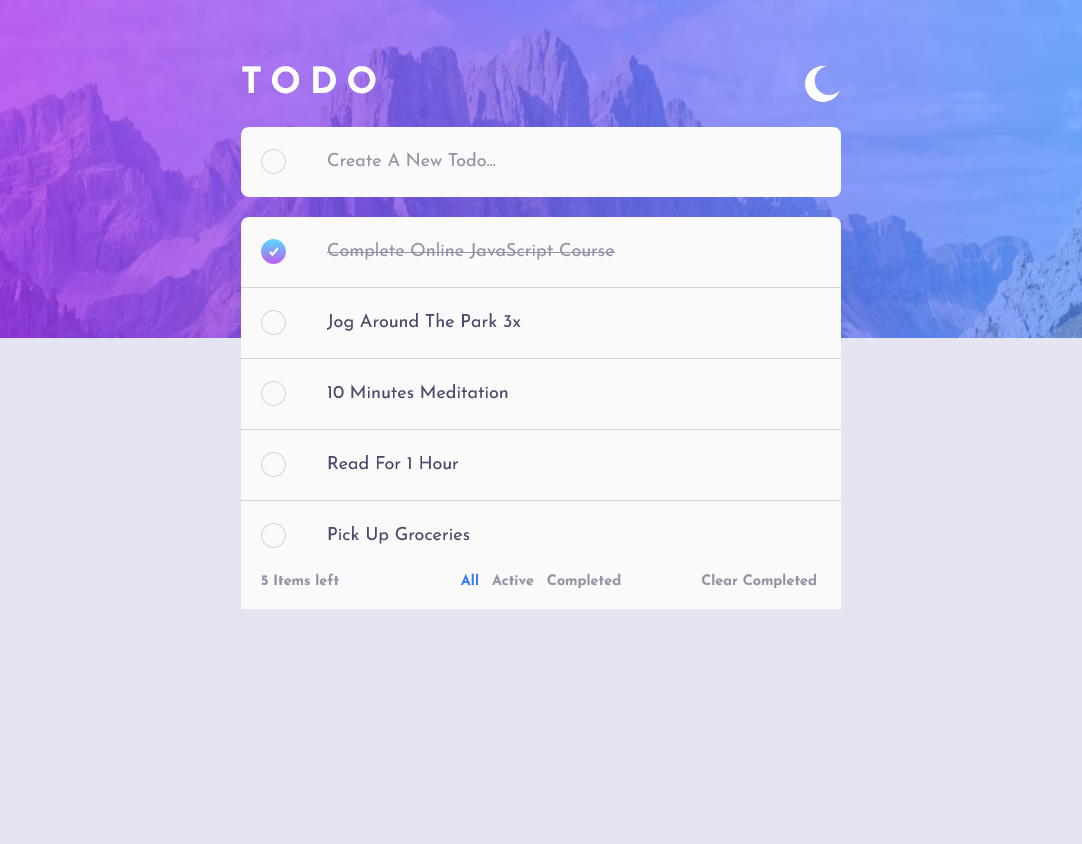 TODO
Create A New Todo...
Complete Online JavaScript Course
Jog Around The Park 3x
10 Minutes Meditation
Read For 1 Hour
Pick Up Groceries
5 Items left All Active Completed Clear Completed